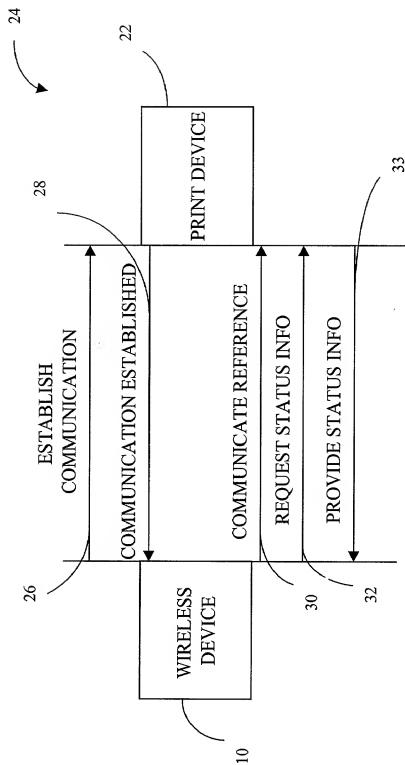 24
ESTABLISH
COMMUNICATION
26
28
22
COMMUNICATION ESTABLISHED
WIRELESS
DEVICE
PRINT DEVICE
10
COMMUNICATE REFERENCE
30
REQUEST STATUS INFO
32
PROVIDE STATUS INFO
33